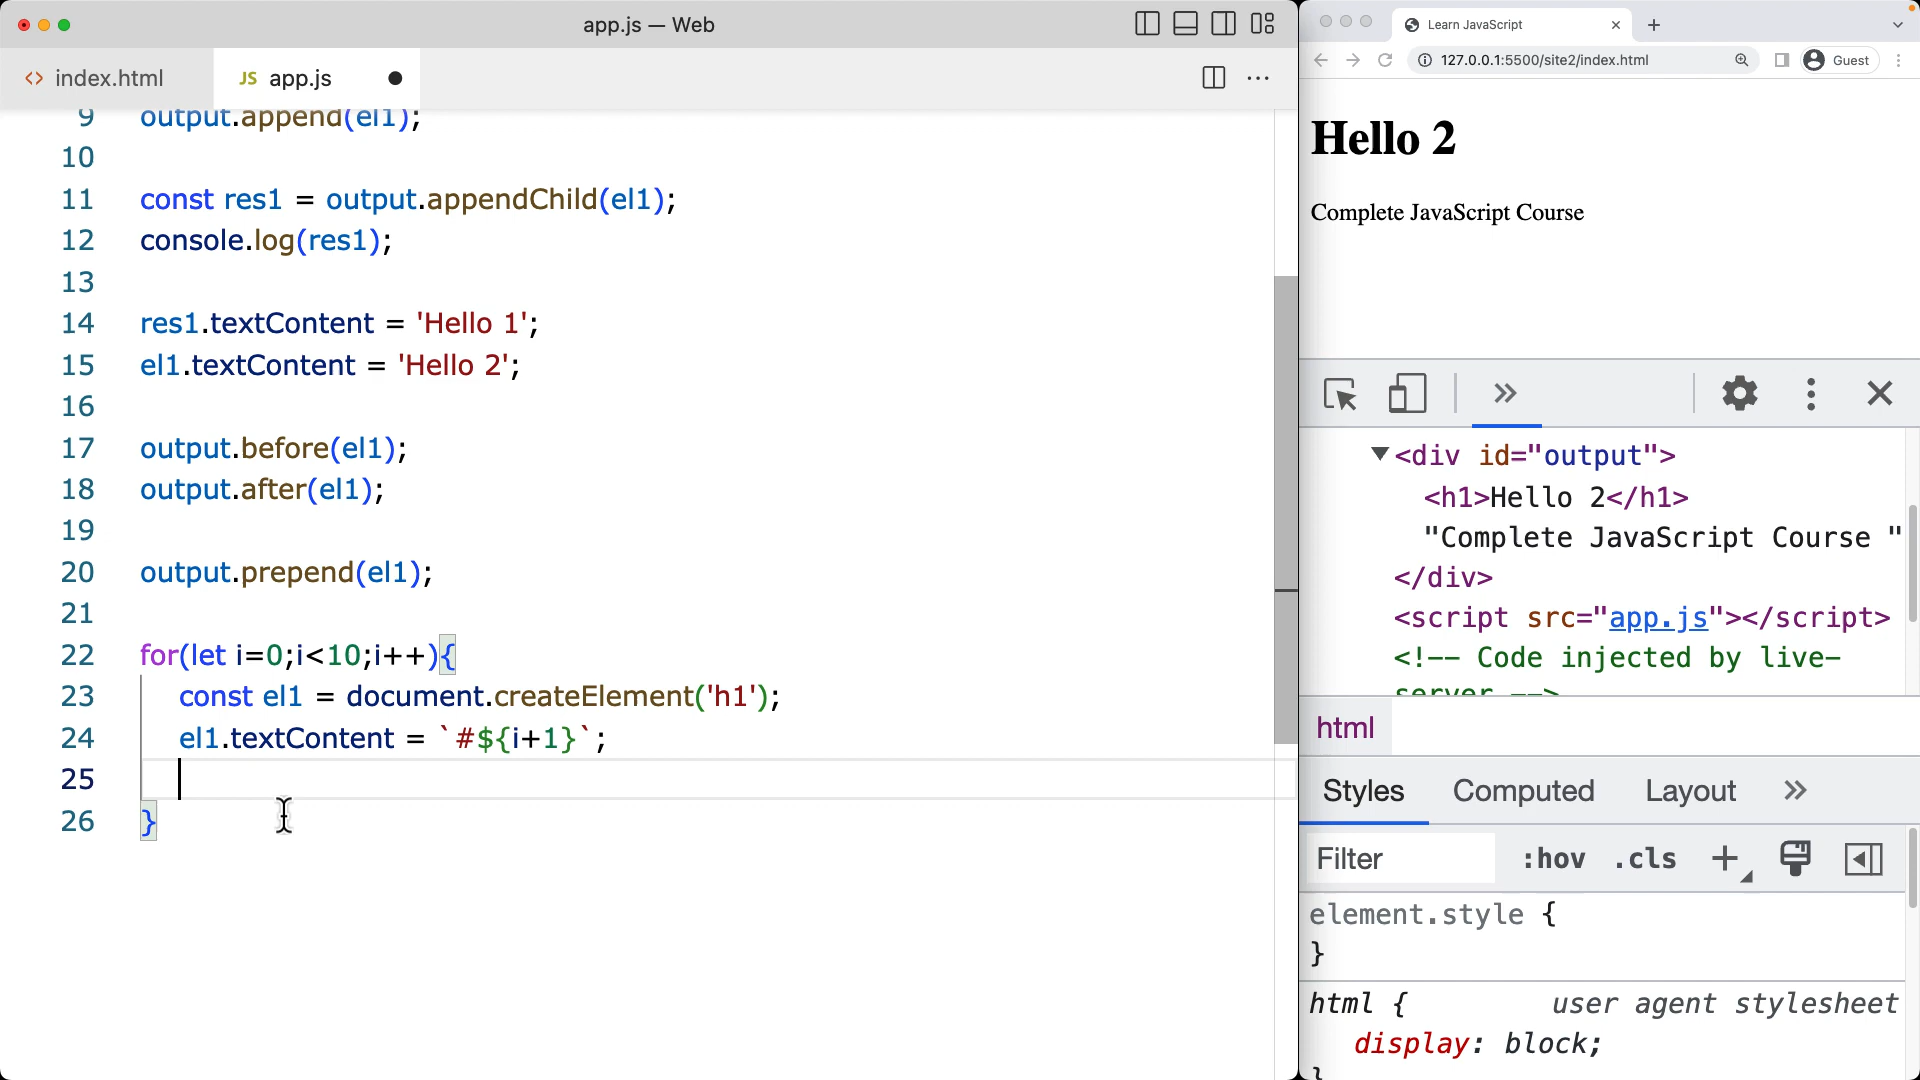 app.js — Web
index.html
JS app.js
9 output.append(el1);
10
11 const res1 = output.appendChild(el1);
12 console.log(res1);
13
14 res1.textContent = 'Hello 1';
15 el1.textContent = 'Hello 2';
16
17 output.before(el1);
18 output.after(el1);
19
20 output.prepend(el1);
21
22 for(let i=0;i<10;i++){
23 const el1 = document.createElement('h1');
24 el1.textContent = `#${i+1}`;
25
26 }
Learn JavaScript
127.0.0.1:5500/site2/index.html
Guest
Hello 2
Complete JavaScript Course
<div id="output">
<h1>Hello 2</h1>
"Complete JavaScript Course "
</div>
<script src="app.js"></script>
<!-- Code injected by live-
server -->
html
Styles Computed Layout
Filter :hov .cls
element.style {
}
html { user agent stylesheet
display: block;
}